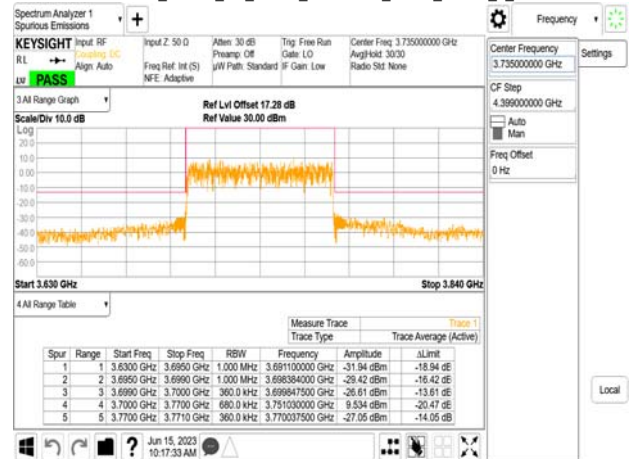 Spectrum Analyzer 1
Spurious Emissions
Frequency
KEYSIGHT
Input: RF
Coupling: DC
Align: Auto
Input Z: 50 Ω
Freq Ref: Int (S)
NFE: Adaptive
Atten: 30 dB
Preamp: Off
µW Path: Standard
Trig: Free Run
Gate: LO
IF Gain: Low
Center Freq: 3.735000000 GHz
Avg|Hold: 30/30
Radio Std: None
RL
PASS
Center Frequency
3.735000000 GHz
Settings
CF Step
4.399000000 GHz
Auto
Man
Freq Offset
0 Hz
Local
3 All Range Graph
Scale/Div 10.0 dB
Ref Lvl Offset 17.28 dB
Ref Value 30.00 dBm
Log
20.0
10.0
0.00
-10.0
-20.0
-30.0
-40.0
-50.0
-60.0
Start 3.630 GHz
Stop 3.840 GHz
4 All Range Table
Measure Trace Trace 1
Trace Type Trace Average (Active)
Spur Range Start Freq Stop Freq RBW Frequency Amplitude ΔLimit
1 1 3.6300 GHz 3.6950 GHz 1.000 MHz 3.691100000 GHz -31.94 dBm -18.94 dB
2 2 3.6950 GHz 3.6990 GHz 1.000 MHz 3.698384000 GHz -29.42 dBm -16.42 dB
3 3 3.6990 GHz 3.7000 GHz 360.0 kHz 3.699847500 GHz -26.61 dBm -13.61 dB
4 4 3.7000 GHz 3.7700 GHz 680.0 kHz 3.751030000 GHz 9.534 dBm -20.47 dB
5 5 3.7700 GHz 3.7710 GHz 360.0 kHz 3.770037500 GHz -27.05 dBm -14.05 dB
?
Jun 15, 2023
10:17:33 AM